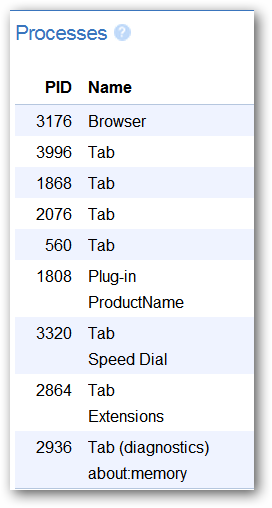 Processes ?
PID Name
3176 Browser
3996 Tab
1868 Tab
2076 Tab
560 Tab
1808 Plug-in
ProductName
3320 Tab
Speed Dial
2864 Tab
Extensions
2936 Tab (diagnostics)
about:memory